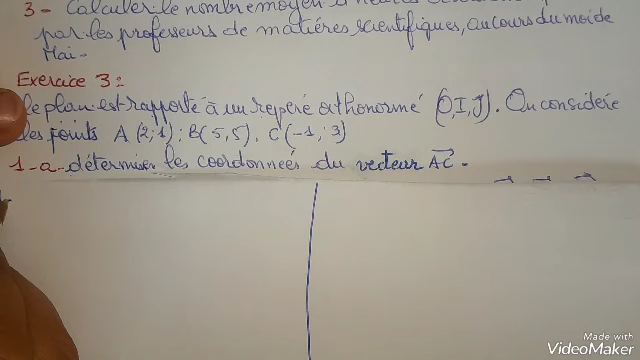 3 - Calculer le nombre moyen d'heures
par les professeurs de matières scientifiques, au cours du moi de
Mai -
Exercice 3 :
Le plan est rapporté à un repère orthonormé (O, I, J). On considère
les points A (2; 1) ; B(5, 5), C (-1, 3)
1 - a - déterminer les coordonnées du vecteur AC.
Made with
VideoMaker